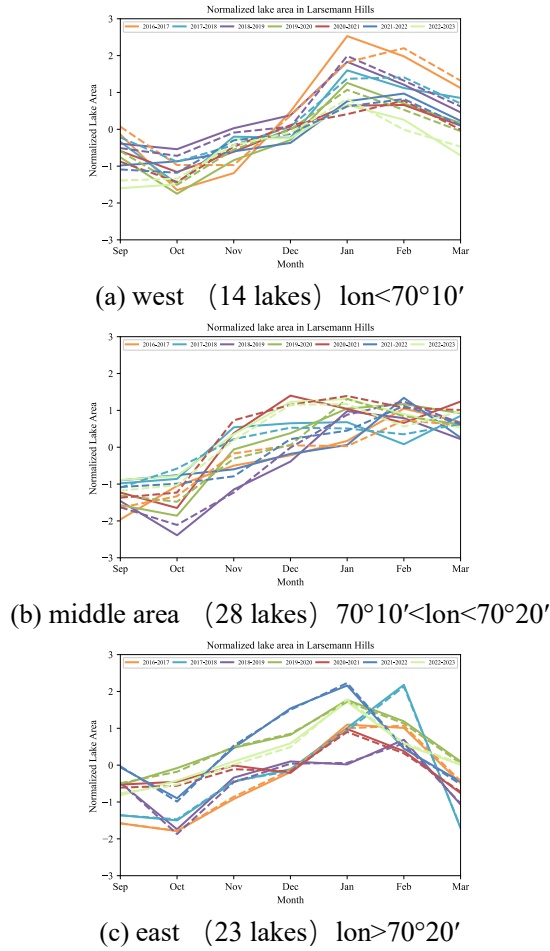 Normalized lake area in Larsemann Hills
2016-2017 2017-2018 2018-2019 2019-2020 2020-2021 2021-2022 2022-2023
3
2
1
0
−1
−2
−3
Normalized Lake Area
Sep Oct Nov Dec Jan Feb Mar
Month
(a) west （14 lakes）lon<70°10′
Normalized lake area in Larsemann Hills
2016-2017 2017-2018 2018-2019 2019-2020 2020-2021 2021-2022 2022-2023
3
2
1
0
−1
−2
−3
Normalized Lake Area
Sep Oct Nov Dec Jan Feb Mar
Month
(b) middle area （28 lakes）70°10′<lon<70°20′
Normalized lake area in Larsemann Hills
2016-2017 2017-2018 2018-2019 2019-2020 2020-2021 2021-2022 2022-2023
3
2
1
0
−1
−2
−3
Normalized Lake Area
Sep Oct Nov Dec Jan Feb Mar
Month
(c) east （23 lakes）lon>70°20′